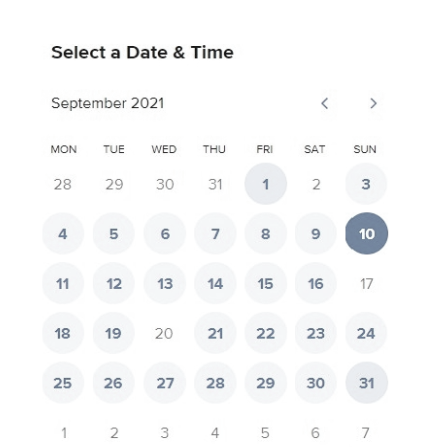 Select a Date & Time
September 2021
MON TUE WED THU FRI SAT SUN
28 29 30 31 1 2 3
4 5 6 7 8 9 10
11 12 13 14 15 16 17
18 19 20 21 22 23 24
25 26 27 28 29 30 31
1 2 3 4 5 6 7